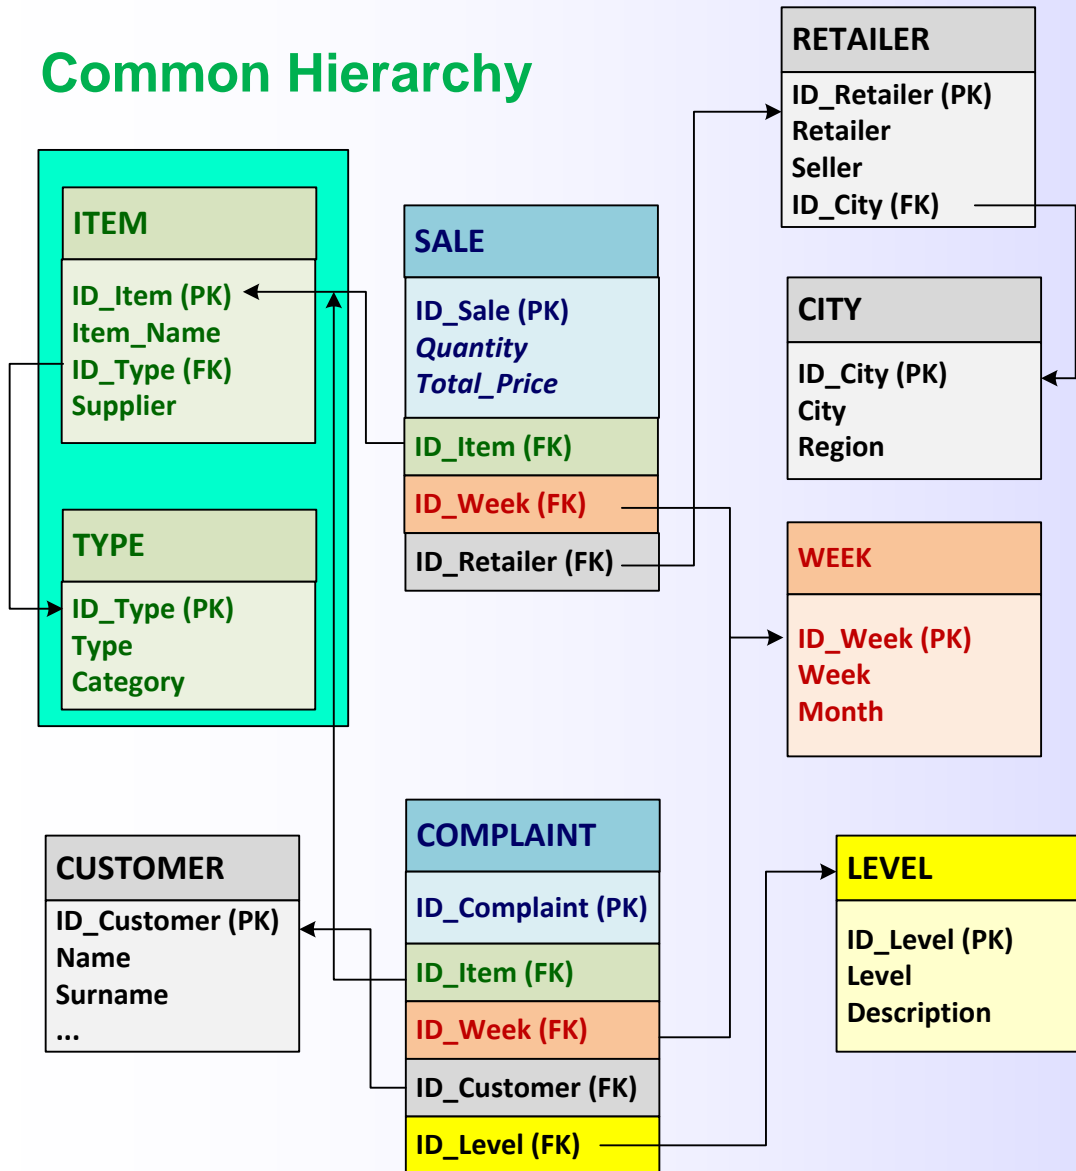 Common Hierarchy
RETAILER
ID_Retailer (PK)
Retailer
Seller
ID_City (FK)
ITEM
ID_Item (PK)
Item_Name
ID_Type (FK)
Supplier
SALE
ID_Sale (PK)
Quantity
Total_Price
ID_Item (FK)
ID_Week (FK)
ID_Retailer (FK)
CITY
ID_City (PK)
City
Region
TYPE
ID_Type (PK)
Type
Category
WEEK
ID_Week (PK)
Week
Month
CUSTOMER
ID_Customer (PK)
Name
Surname
...
COMPLAINT
ID_Complaint (PK)
ID_Item (FK)
ID_Week (FK)
ID_Customer (FK)
ID_Level (FK)
LEVEL
ID_Level (PK)
Level
Description